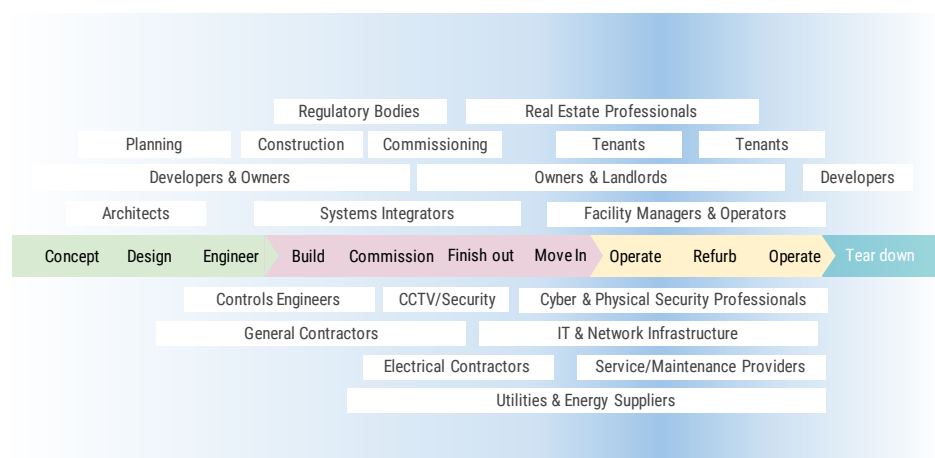 Regulatory Bodies
Real Estate Professionals
Planning
Construction
Commissioning
Tenants
Tenants
Developers & Owners
Owners & Landlords
Developers
Architects
Systems Integrators
Facility Managers & Operators
Concept
Design
Engineer
Build
Commission
Finish out
Move In
Operate
Refurb
Operate
Tear down
Controls Engineers
CCTV/Security
Cyber & Physical Security Professionals
General Contractors
IT & Network Infrastructure
Electrical Contractors
Service/Maintenance Providers
Utilities & Energy Suppliers